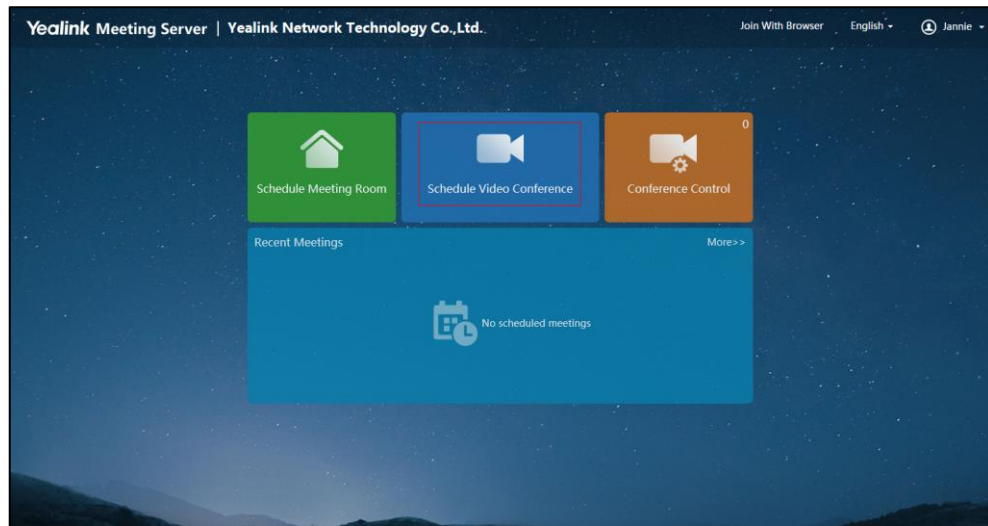 Yealink Meeting Server | Yealink Network Technology Co.,Ltd.
Join With Browser English Jannie
0
Schedule Meeting Room Schedule Video Conference Conference Control
Recent Meetings More>>
No scheduled meetings